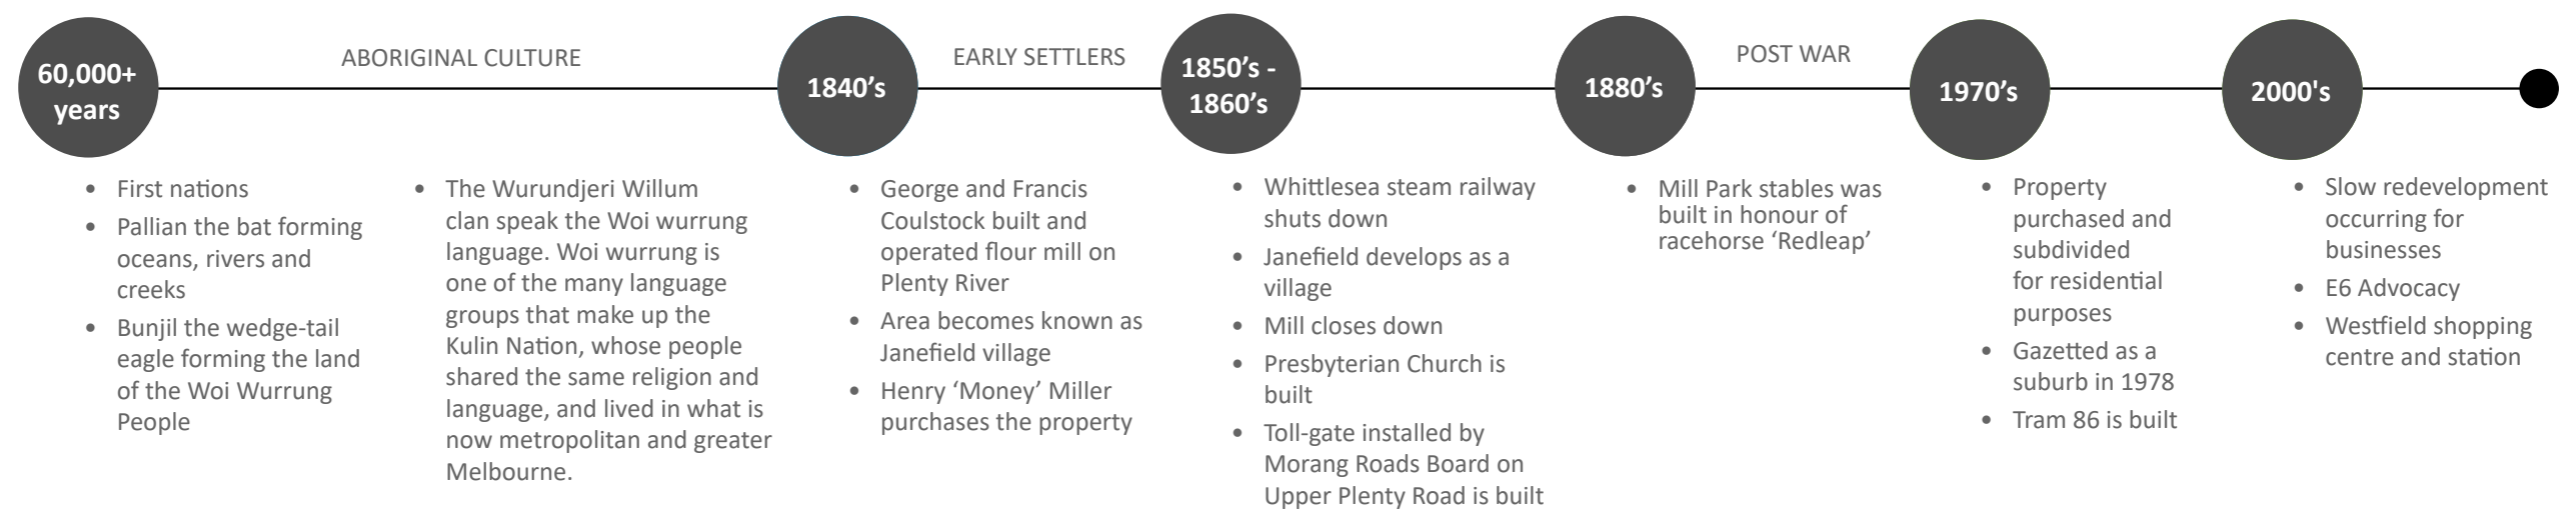 60,000+
years
ABORIGINAL CULTURE
1840’s
EARLY SETTLERS
1850’s -
1860’s
1880’s
POST WAR
1970’s
2000's
• First nations
• Pallian the bat forming
oceans, rivers and
creeks
• Bunjil the wedge-tail
eagle forming the land
of the Woi Wurrung
People
• The Wurundjeri Willum
clan speak the Woi wurrung
language. Woi wurrung is
one of the many language
groups that make up the
Kulin Nation, whose people
shared the same religion and
language, and lived in what is
now metropolitan and greater
Melbourne.
• George and Francis
Coulstock built and
operated flour mill on
Plenty River
• Area becomes known as
Janefield village
• Henry ‘Money’ Miller
purchases the property
• Whittlesea steam railway
shuts down
• Janefield develops as a
village
• Mill closes down
• Presbyterian Church is
built
• Toll-gate installed by
Morang Roads Board on
Upper Plenty Road is built
• Mill Park stables was
built in honour of
racehorse ‘Redleap’
• Property
purchased and
subdivided
for residential
purposes
• Gazetted as a
suburb in 1978
• Tram 86 is built
• Slow redevelopment
occurring for
businesses
• E6 Advocacy
• Westfield shopping
centre and station